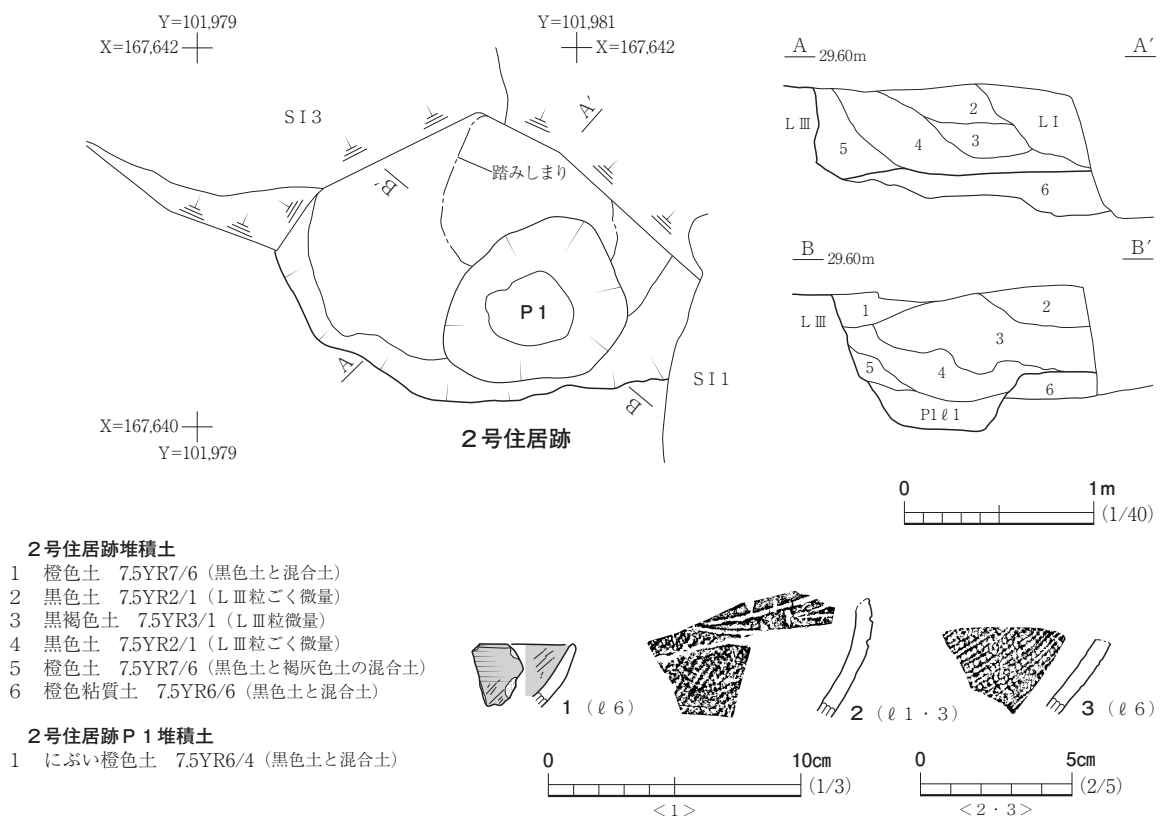 Y=101,979
X=167,642
Y=101,981
X=167,642
SI3
A′
B′
踏みしまり
P1
A
B
SI1
X=167,640
Y=101,979
2号住居跡
A 29.60m A′
LⅢ
2
LⅠ
5
4
3
6
B 29.60m B′
LⅢ
1
2
3
5
4
6
P1ℓ1
0 1m
(1/40)
2号住居跡堆積土
1 橙色土 7.5YR7/6(黒色土と混合土)
2 黒色土 7.5YR2/1(LⅢ粒ごく微量)
3 黒褐色土 7.5YR3/1(LⅢ粒微量)
4 黒色土 7.5YR2/1(LⅢ粒ごく微量)
5 橙色土 7.5YR7/6(黒色土と褐灰色土の混合土)
6 橙色粘質土 7.5YR6/6(黒色土と混合土)
2号住居跡P1堆積土
1 にぶい橙色土 7.5YR6/4(黒色土と混合土)
1(ℓ6)
2(ℓ1・3)
3(ℓ6)
0 10cm
(1/3)
<1>
0 5cm
(2/5)
<2・3>